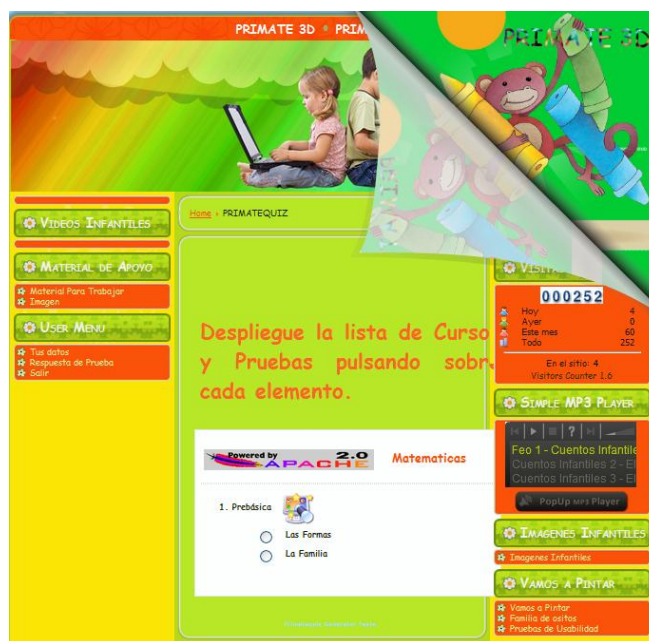 PRIMATE 3D • PRIM
PRIMATE 3D
VIDEOS INFANTILES
MATERIAL DE APOYO
Material Para Trabajar
Imagen
USER MENU
Tus datos
Respuesta de Prueba
Salir
Home › PRIMATEQUIZ
Despliegue la lista de Curso
y Pruebas pulsando sobr
cada elemento.
Powered by APACHE 2.0
Matematicas
1. Prebásica
Las Formas
La Familia
VISITA
000252
Hoy 4
Ayer 0
Este mes 60
Todo 252
En el sitio: 4
Visitors Counter 1.6
SIMPLE MP3 PLAYER
Feo 1 - Cuentos Infantile
Cuentos Infantiles 2 - El
Cuentos Infantiles 3 - El
PopUp MP3 Player
IMAGENES INFANTILES
Imagenes Infantiles
VAMOS A PINTAR
Vamos a Pintar
Familia de ositos
Pruebas de Usabilidad